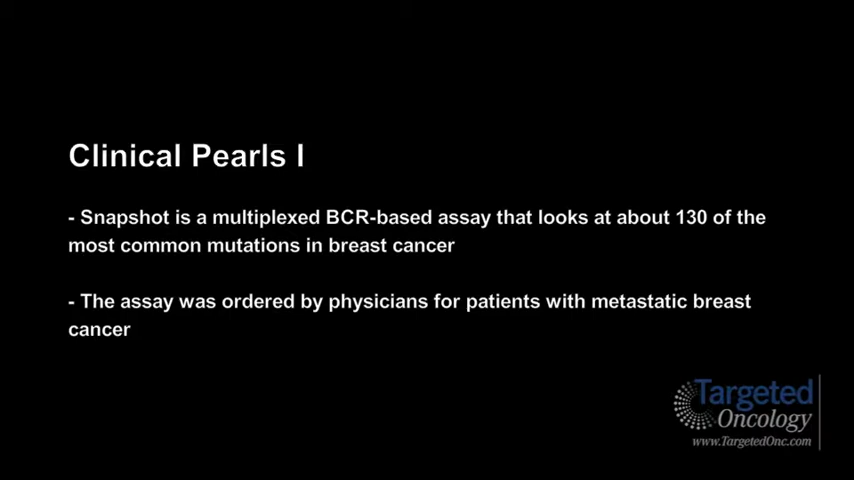 Clinical Pearls I
- Snapshot is a multiplexed BCR-based assay that looks at about 130 of the
most common mutations in breast cancer
- The assay was ordered by physicians for patients with metastatic breast
cancer
Targeted
Oncology
www.TargetedOnc.com